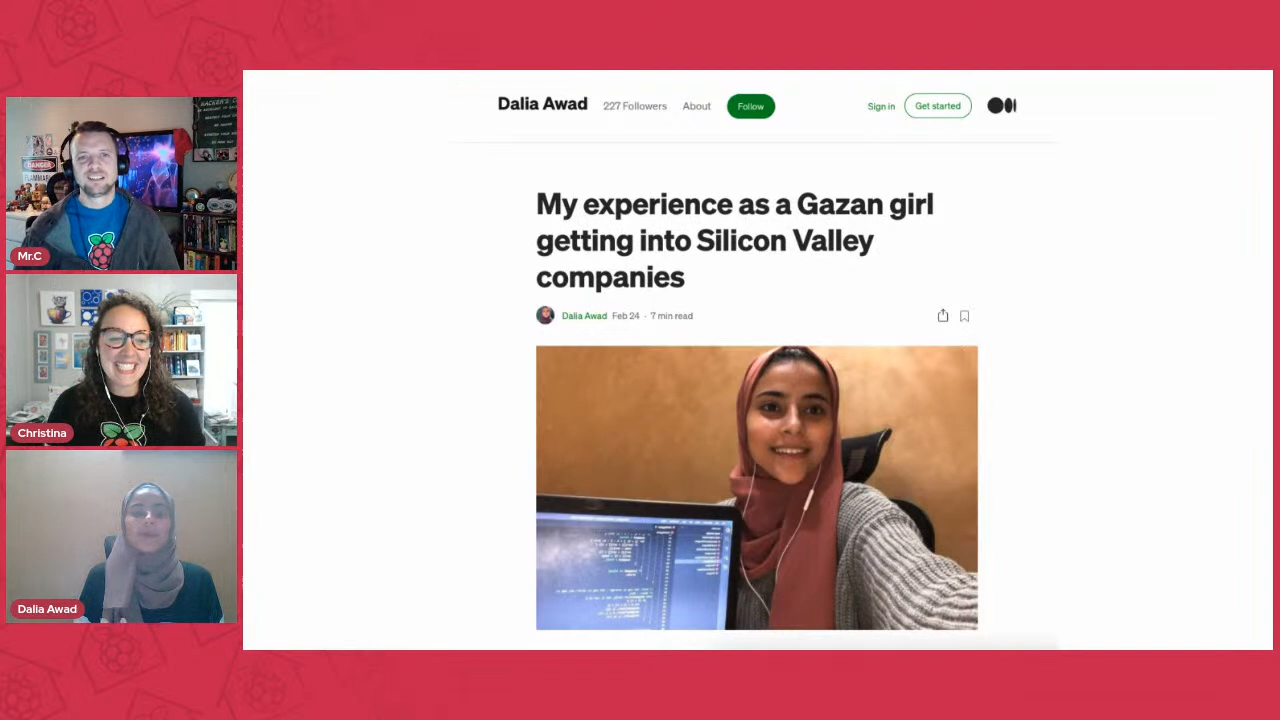 Dalia Awad 227 Followers About Follow Sign in Get started
My experience as a Gazan girl
getting into Silicon Valley
companies
Dalia Awad Feb 24 · 7 min read
DANGER
Mr.C
Christina
Dalia Awad